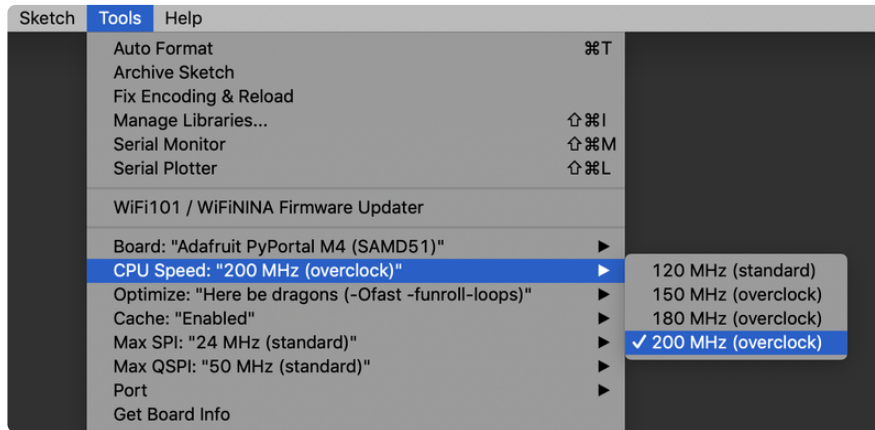 Sketch Tools Help
Auto Format ⌘T
Archive Sketch
Fix Encoding & Reload
Manage Libraries... ⇧⌘I
Serial Monitor ⇧⌘M
Serial Plotter ⇧⌘L
WiFi101 / WiFiNINA Firmware Updater
Board: "Adafruit PyPortal M4 (SAMD51)"
CPU Speed: "200 MHz (overclock)"
Optimize: "Here be dragons (-Ofast -funroll-loops)"
Cache: "Enabled"
Max SPI: "24 MHz (standard)"
Max QSPI: "50 MHz (standard)"
Port
Get Board Info
120 MHz (standard)
150 MHz (overclock)
180 MHz (overclock)
✓ 200 MHz (overclock)